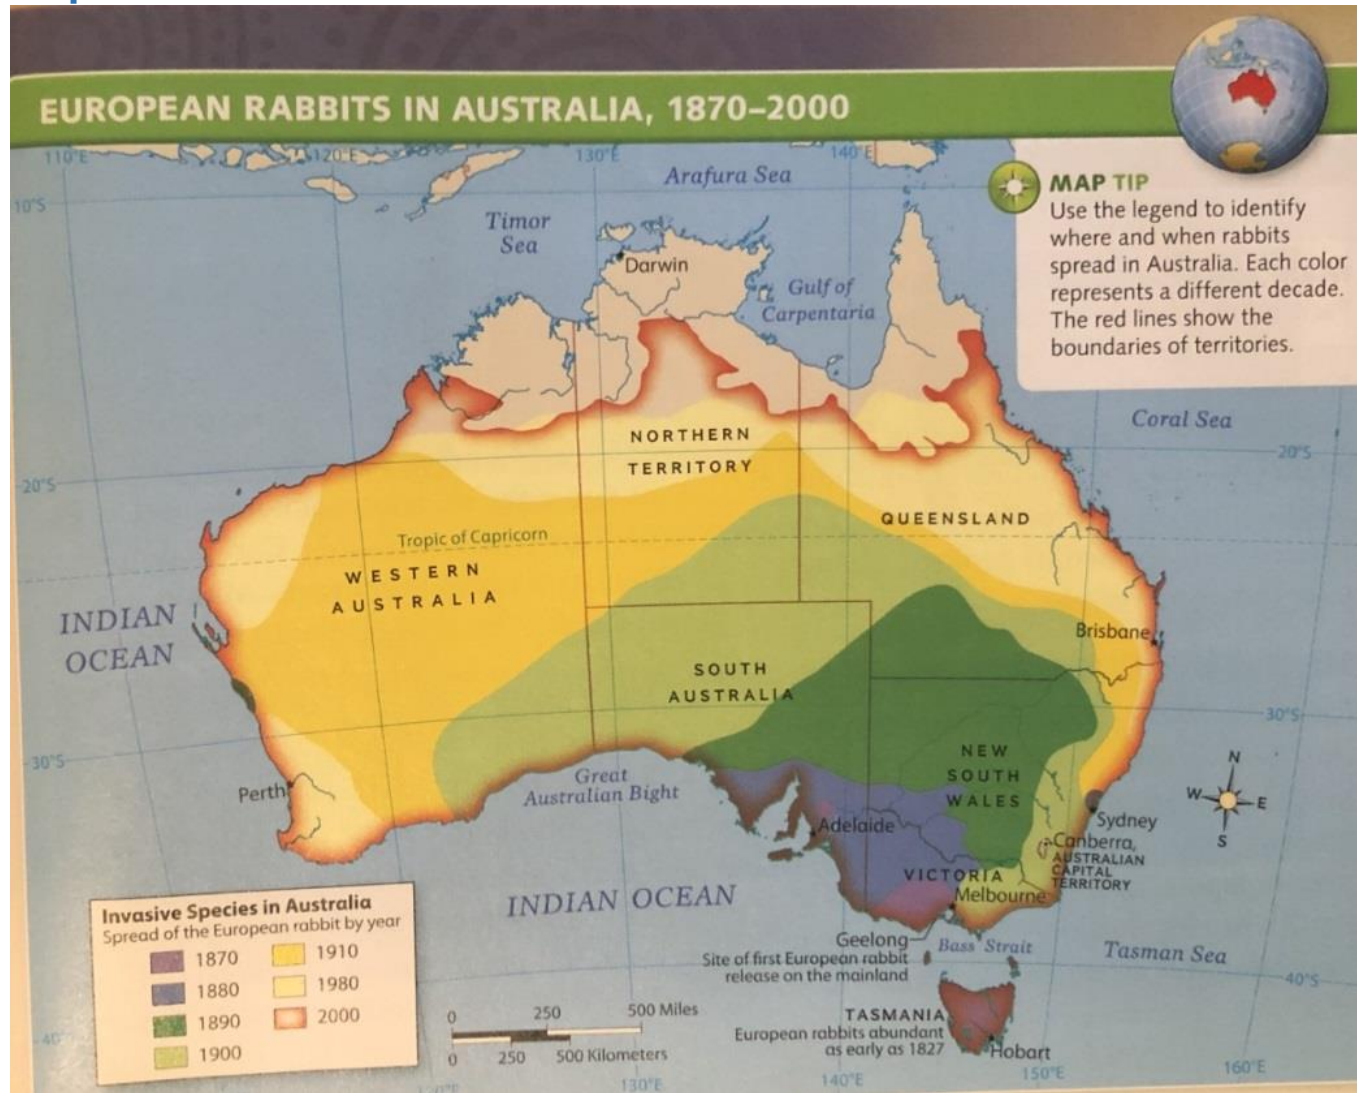 EUROPEAN RABBITS IN AUSTRALIA, 1870–2000
MAP TIP
Use the legend to identify
where and when rabbits
spread in Australia. Each color
represents a different decade.
The red lines show the
boundaries of territories.
110°E
120°E
130°E
140°E
10°S
Arafura Sea
Timor
Sea
Darwin
Gulf of
Carpentaria
Coral Sea
20°S
20°S
NORTHERN
TERRITORY
QUEENSLAND
Tropic of Capricorn
WESTERN
AUSTRALIA
INDIAN
OCEAN
Brisbane
SOUTH
AUSTRALIA
30°S
30°S
NEW
SOUTH
WALES
Great
Australian Bight
Perth
N
W
E
S
Adelaide
Sydney
Canberra,
AUSTRALIAN
CAPITAL
TERRITORY
VICTORIA
Melbourne
INDIAN OCEAN
Geelong
Site of first European rabbit
release on the mainland
Bass Strait
Tasman Sea
40°S
TASMANIA
European rabbits abundant
as early as 1827
Hobart
Invasive Species in Australia
Spread of the European rabbit by year
1870
1880
1890
1900
1910
1980
2000
0 250 500 Miles
0 250 500 Kilometers
40°
130°E
140°E
150°E
160°E